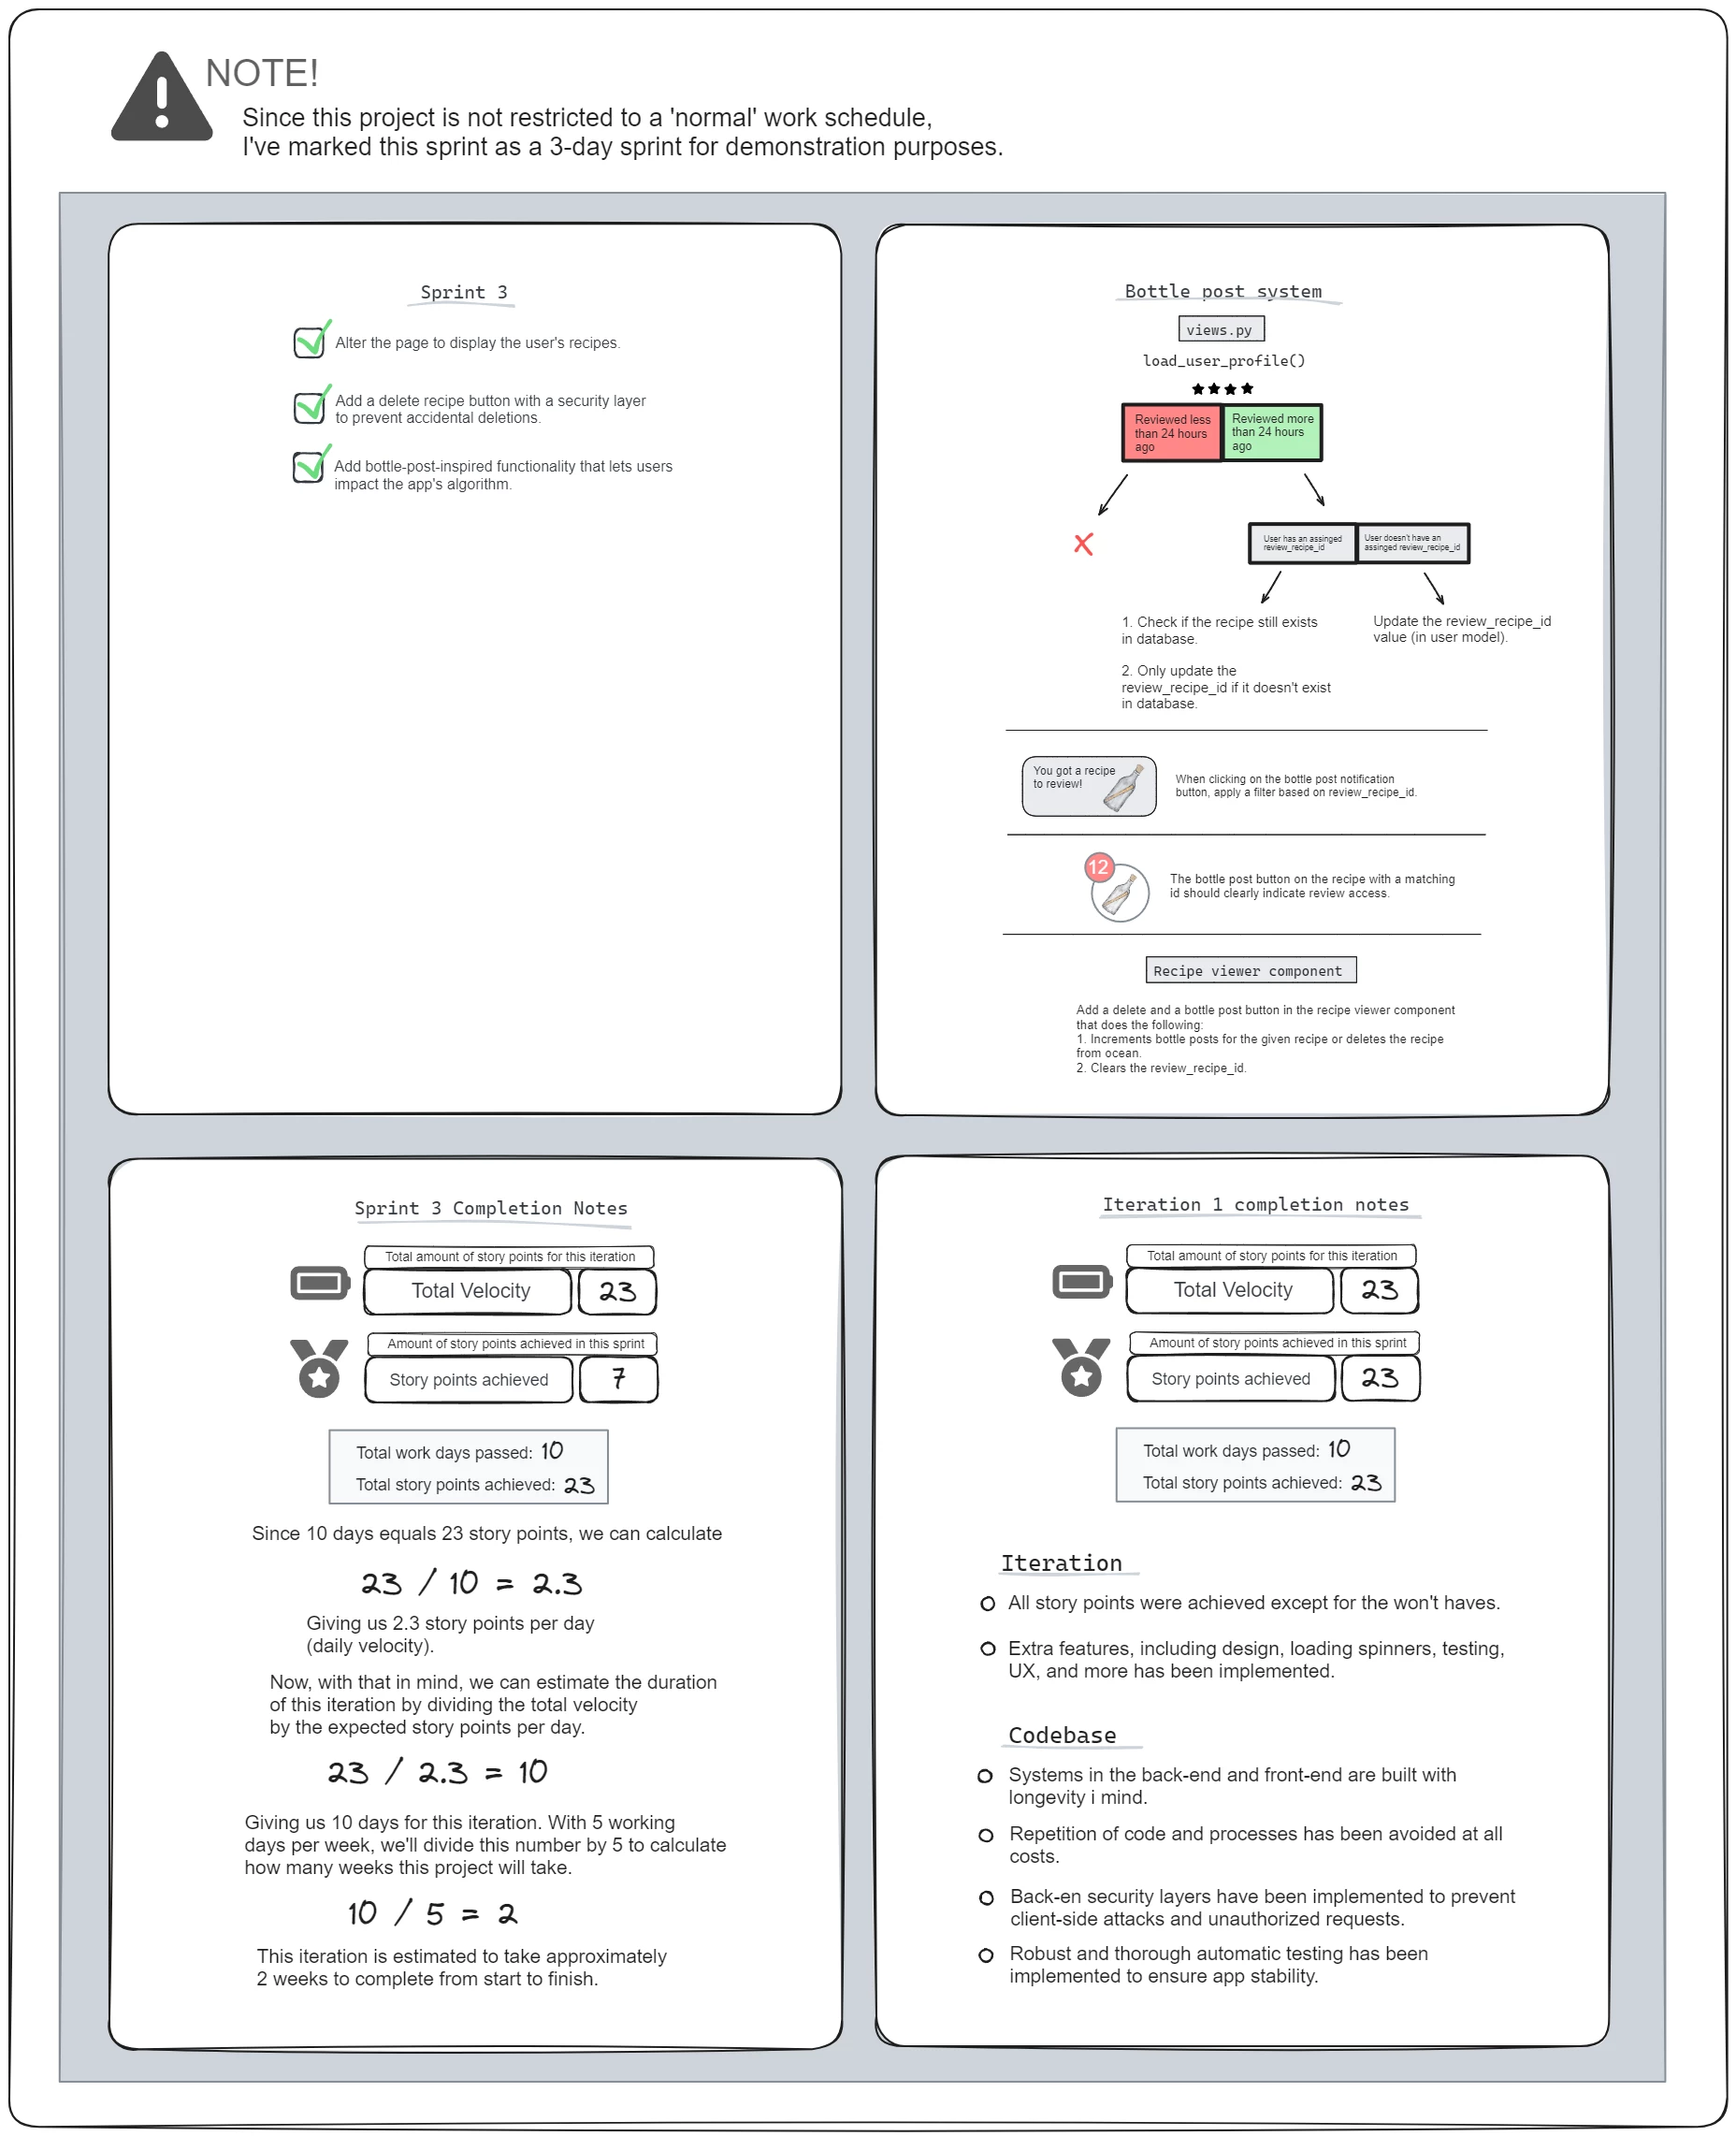 NOTE!
Since this project is not restricted to a 'normal' work schedule,
I've marked this sprint as a 3-day sprint for demonstration purposes.
Sprint 3
Alter the page to display the user's recipes.
Add a delete recipe button with a security layer
to prevent accidental deletions.
Add bottle-post-inspired functionality that lets users
impact the app's algorithm.
Bottle post system
views.py
load_user_profile()
Reviewed less
than 24 hours
ago
Reviewed more
than 24 hours
ago
User has an assinged
review_recipe_id
User doesn't have an
assinged review_recipe_id
1. Check if the recipe still exists
in database.
2. Only update the
review_recipe_id if it doesn't exist
in database.
Update the review_recipe_id
value (in user model).
You got a recipe
to review!
When clicking on the bottle post notification
button, apply a filter based on review_recipe_id.
12
The bottle post button on the recipe with a matching
id should clearly indicate review access.
Recipe viewer component
Add a delete and a bottle post button in the recipe viewer component
that does the following:
1. Increments bottle posts for the given recipe or deletes the recipe
from ocean.
2. Clears the review_recipe_id.
Sprint 3 Completion Notes
Total amount of story points for this iteration
Total Velocity 23
Amount of story points achieved in this sprint
Story points achieved 7
Total work days passed: 10
Total story points achieved: 23
Since 10 days equals 23 story points, we can calculate
23 / 10 = 2.3
Giving us 2.3 story points per day
(daily velocity).
Now, with that in mind, we can estimate the duration
of this iteration by dividing the total velocity
by the expected story points per day.
23 / 2.3 = 10
Giving us 10 days for this iteration. With 5 working
days per week, we'll divide this number by 5 to calculate
how many weeks this project will take.
10 / 5 = 2
This iteration is estimated to take approximately
2 weeks to complete from start to finish.
Iteration 1 completion notes
Total amount of story points for this iteration
Total Velocity 23
Amount of story points achieved in this sprint
Story points achieved 23
Total work days passed: 10
Total story points achieved: 23
Iteration
All story points were achieved except for the won't haves.
Extra features, including design, loading spinners, testing,
UX, and more has been implemented.
Codebase
Systems in the back-end and front-end are built with
longevity i mind.
Repetition of code and processes has been avoided at all
costs.
Back-en security layers have been implemented to prevent
client-side attacks and unauthorized requests.
Robust and thorough automatic testing has been
implemented to ensure app stability.